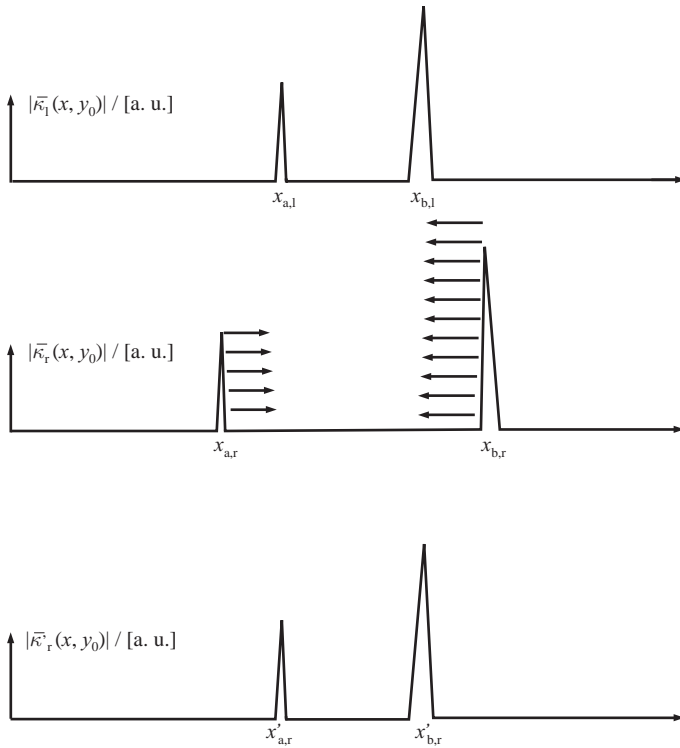 |κ̄l(x, y0)| / [a. u.]
xa,l xb,l
|κ̄r(x, y0)| / [a. u.]
xa,r xb,r
|κ̄'r(x, y0)| / [a. u.]
x'a,r x'b,r